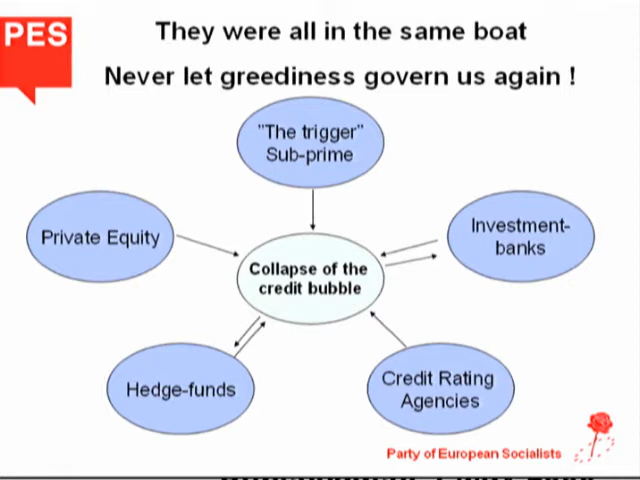 PES
They were all in the same boat
Never let greediness govern us again !
"The trigger"
Sub-prime
Private Equity
Investment-
banks
Collapse of the
credit bubble
Hedge-funds
Credit Rating
Agencies
Party of European Socialists